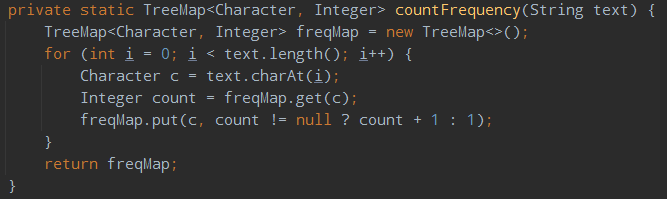 private static TreeMap<Character, Integer> countFrequency(String text) {
    TreeMap<Character, Integer> freqMap = new TreeMap<>();
    for (int i = 0; i < text.length(); i++) {
        Character c = text.charAt(i);
        Integer count = freqMap.get(c);
        freqMap.put(c, count != null ? count + 1 : 1);
    }
    return freqMap;
}